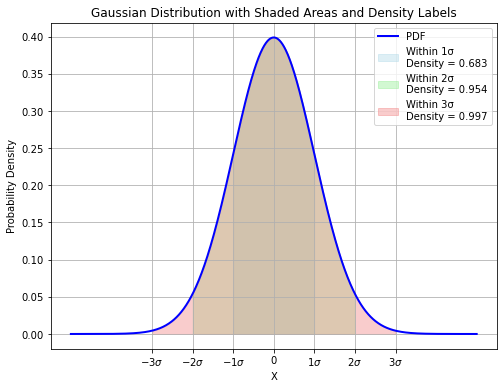 Gaussian Distribution with Shaded Areas and Density Labels
PDF
Within 1σ
Density = 0.683
Within 2σ
Density = 0.954
Within 3σ
Density = 0.997
0.40
0.35
0.30
0.25
0.20
0.15
0.10
0.05
0.00
Probability Density
−3σ −2σ −1σ 0 1σ 2σ 3σ
X